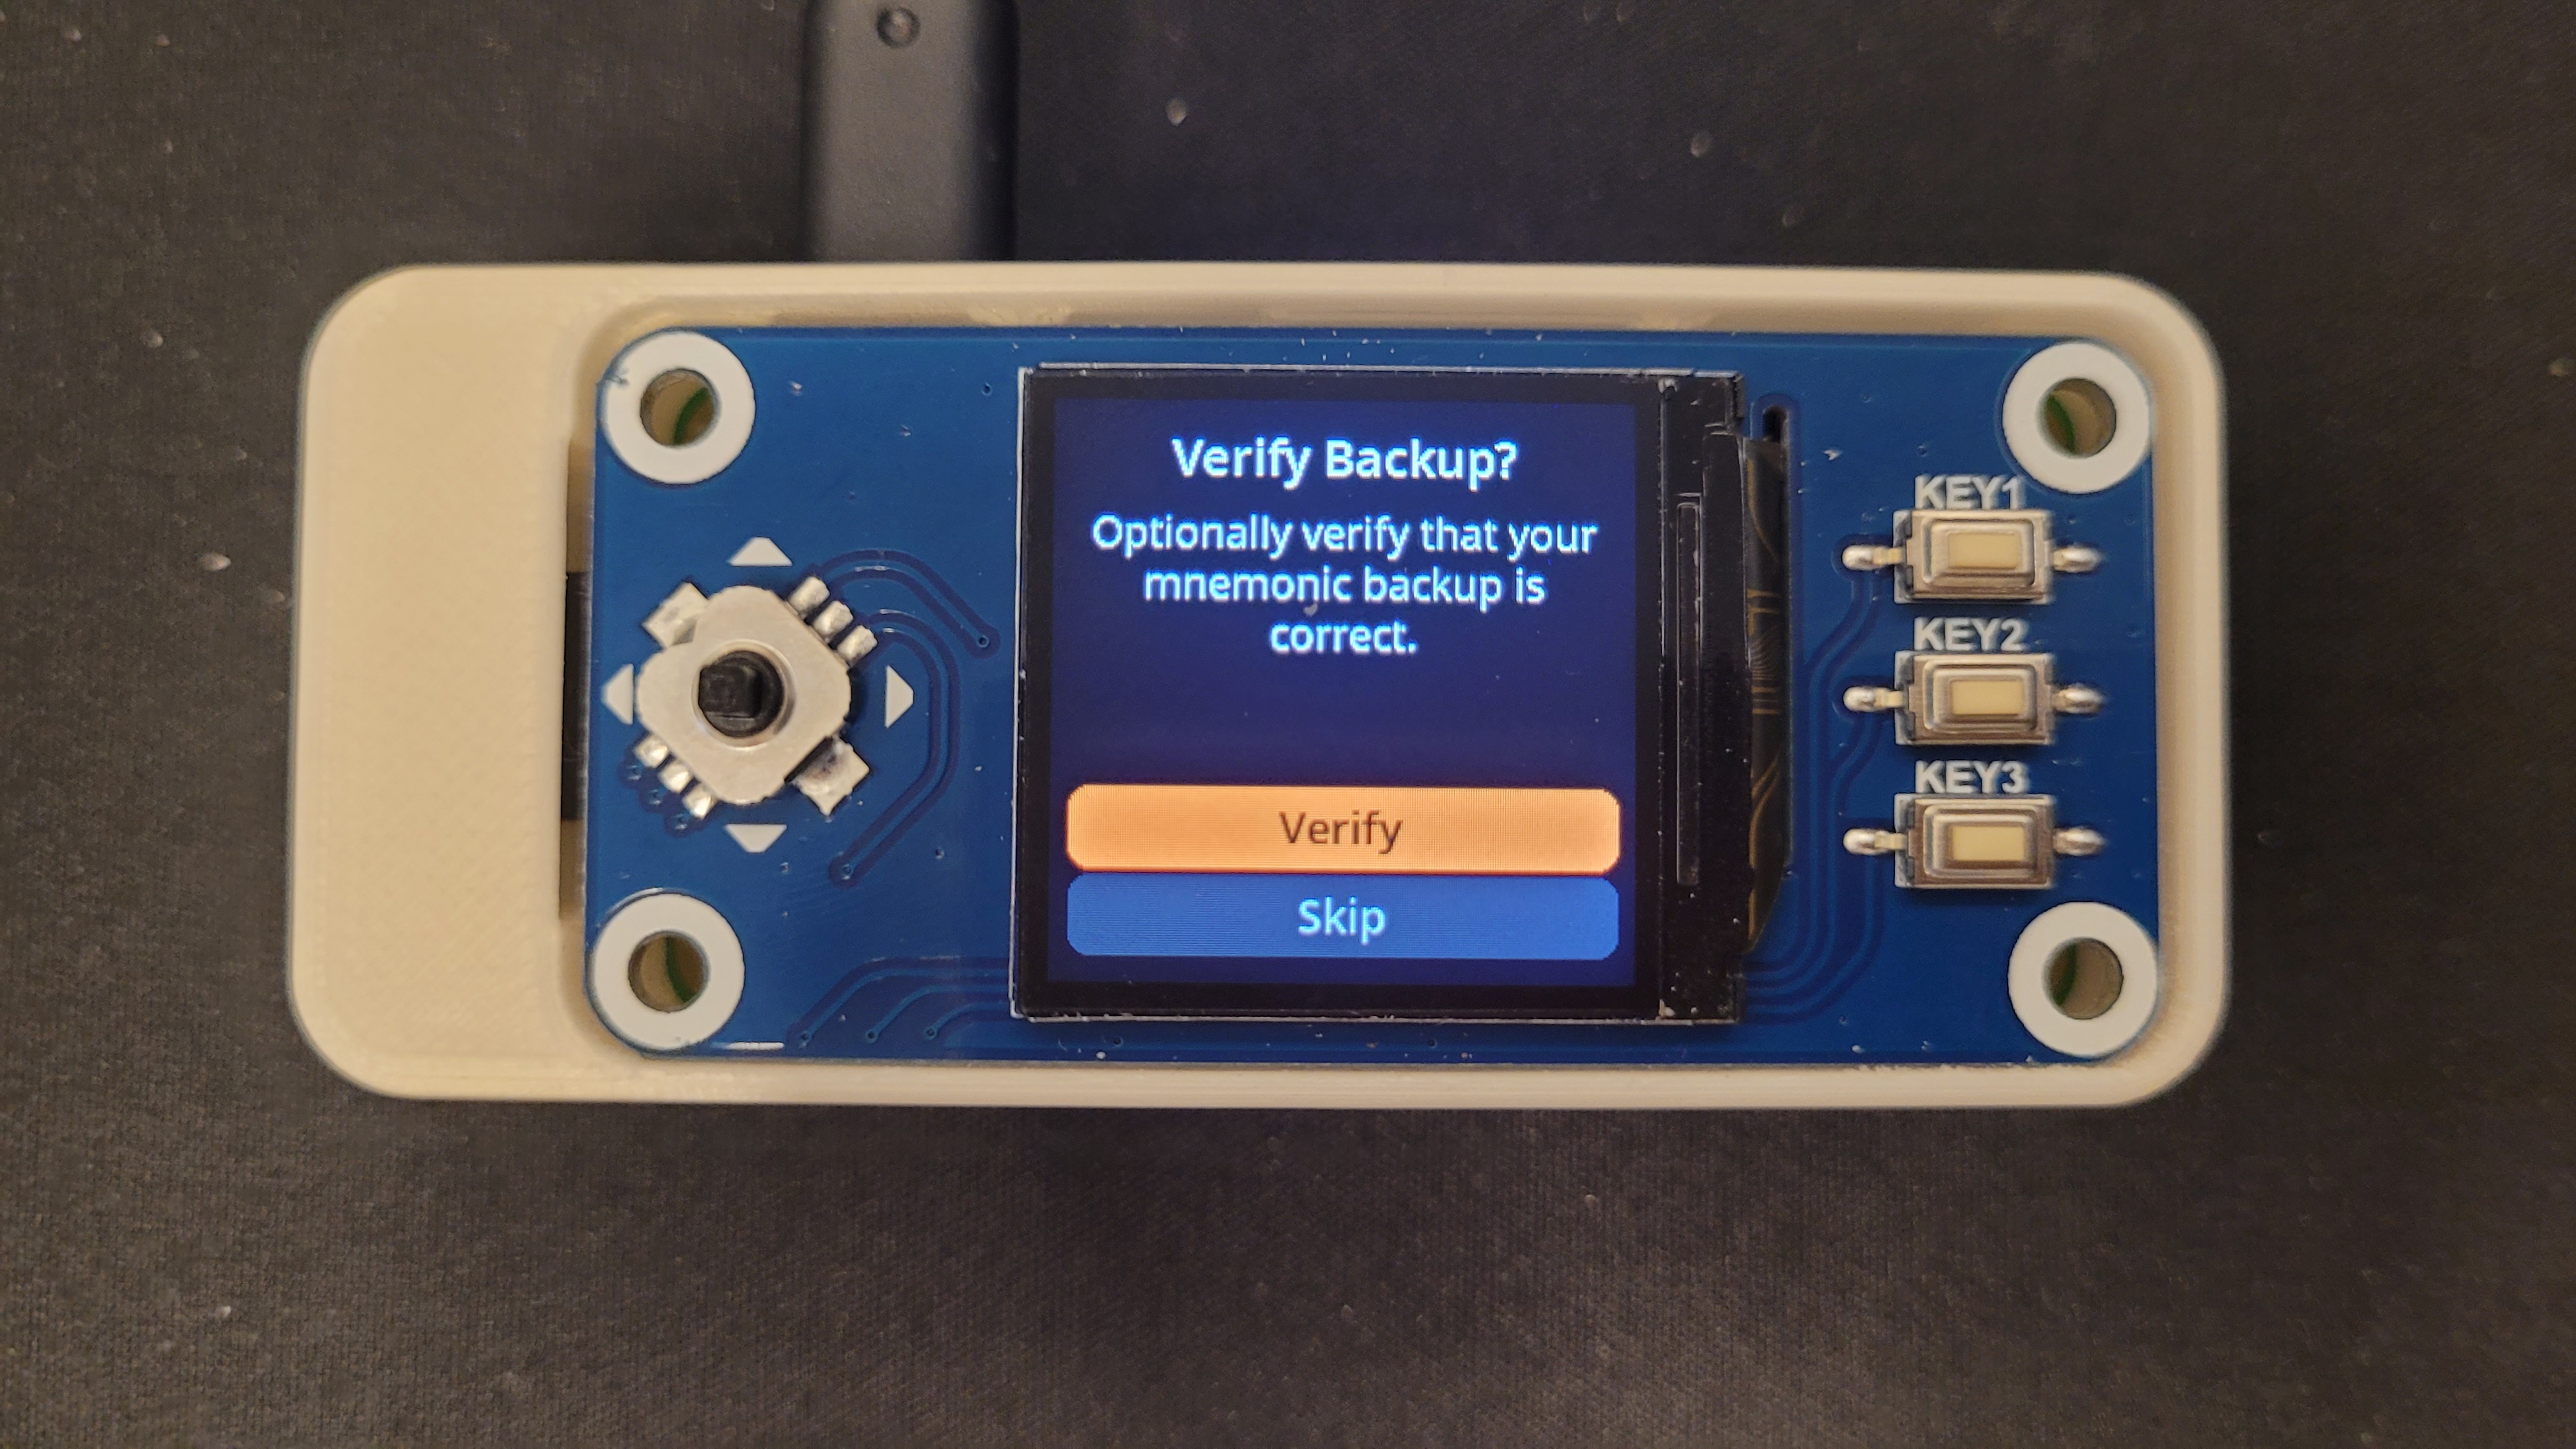 Verify Backup?
Optionally verify that your
mnemonic backup is
correct.
Verify
Skip
KEY1
KEY2
KEY3